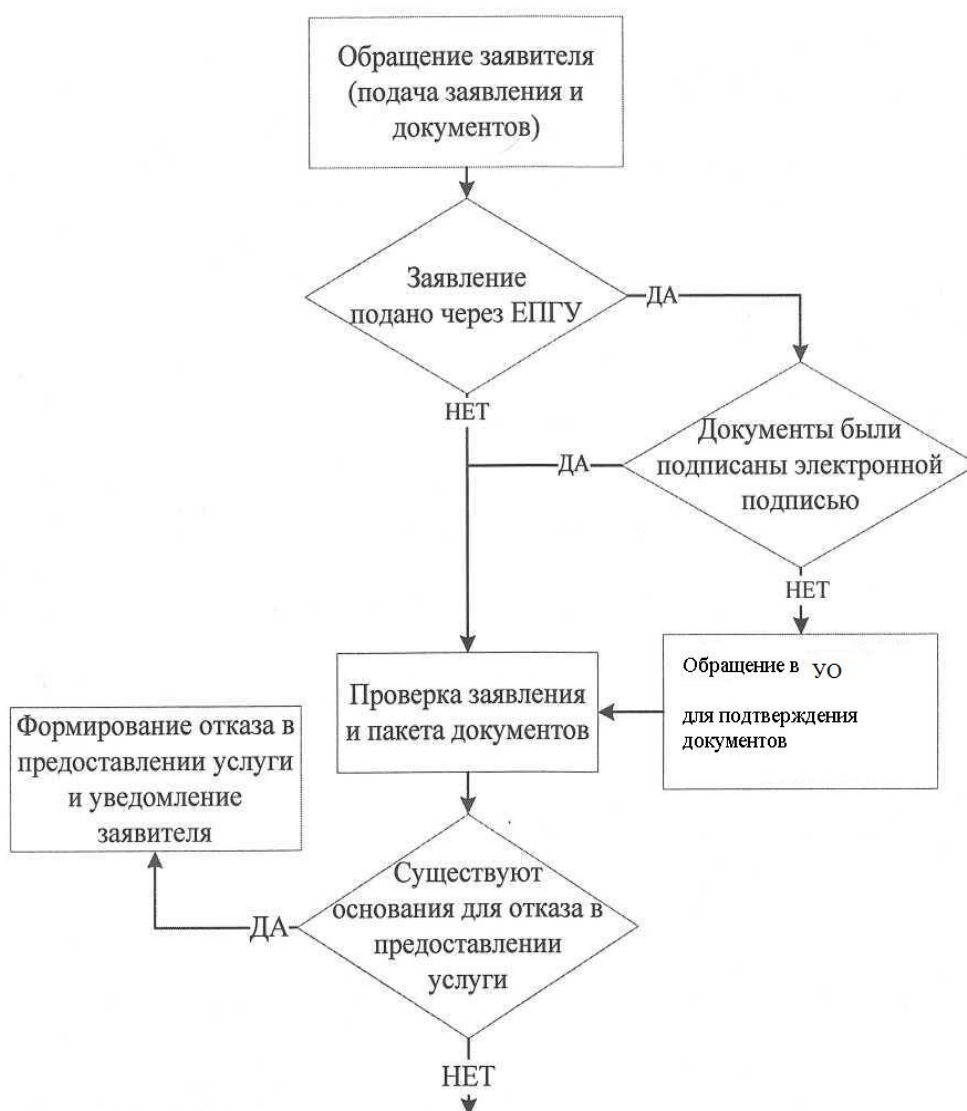 Обращение заявителя
(подача заявления и
документов)
Заявление
подано через ЕПГУ
ДА
НЕТ
Документы были
подписаны электронной
подписью
ДА
НЕТ
Обращение в УО
для подтверждения
документов
Проверка заявления
и пакета документов
Формирование отказа в
предоставлении услуги
и уведомление
заявителя
Существуют
основания для отказа в
предоставлении
услуги
ДА
НЕТ